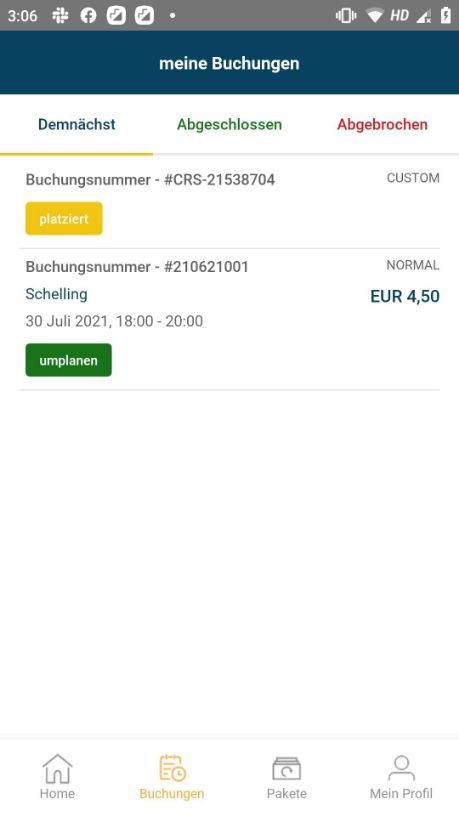 3:06 HD
meine Buchungen
Demnächst Abgeschlossen Abgebrochen
Buchungsnummer - #CRS-21538704 CUSTOM
platziert
Buchungsnummer - #210621001 NORMAL
Schelling EUR 4,50
30 Juli 2021, 18:00 - 20:00
umplanen
Home Buchungen Pakete Mein Profil